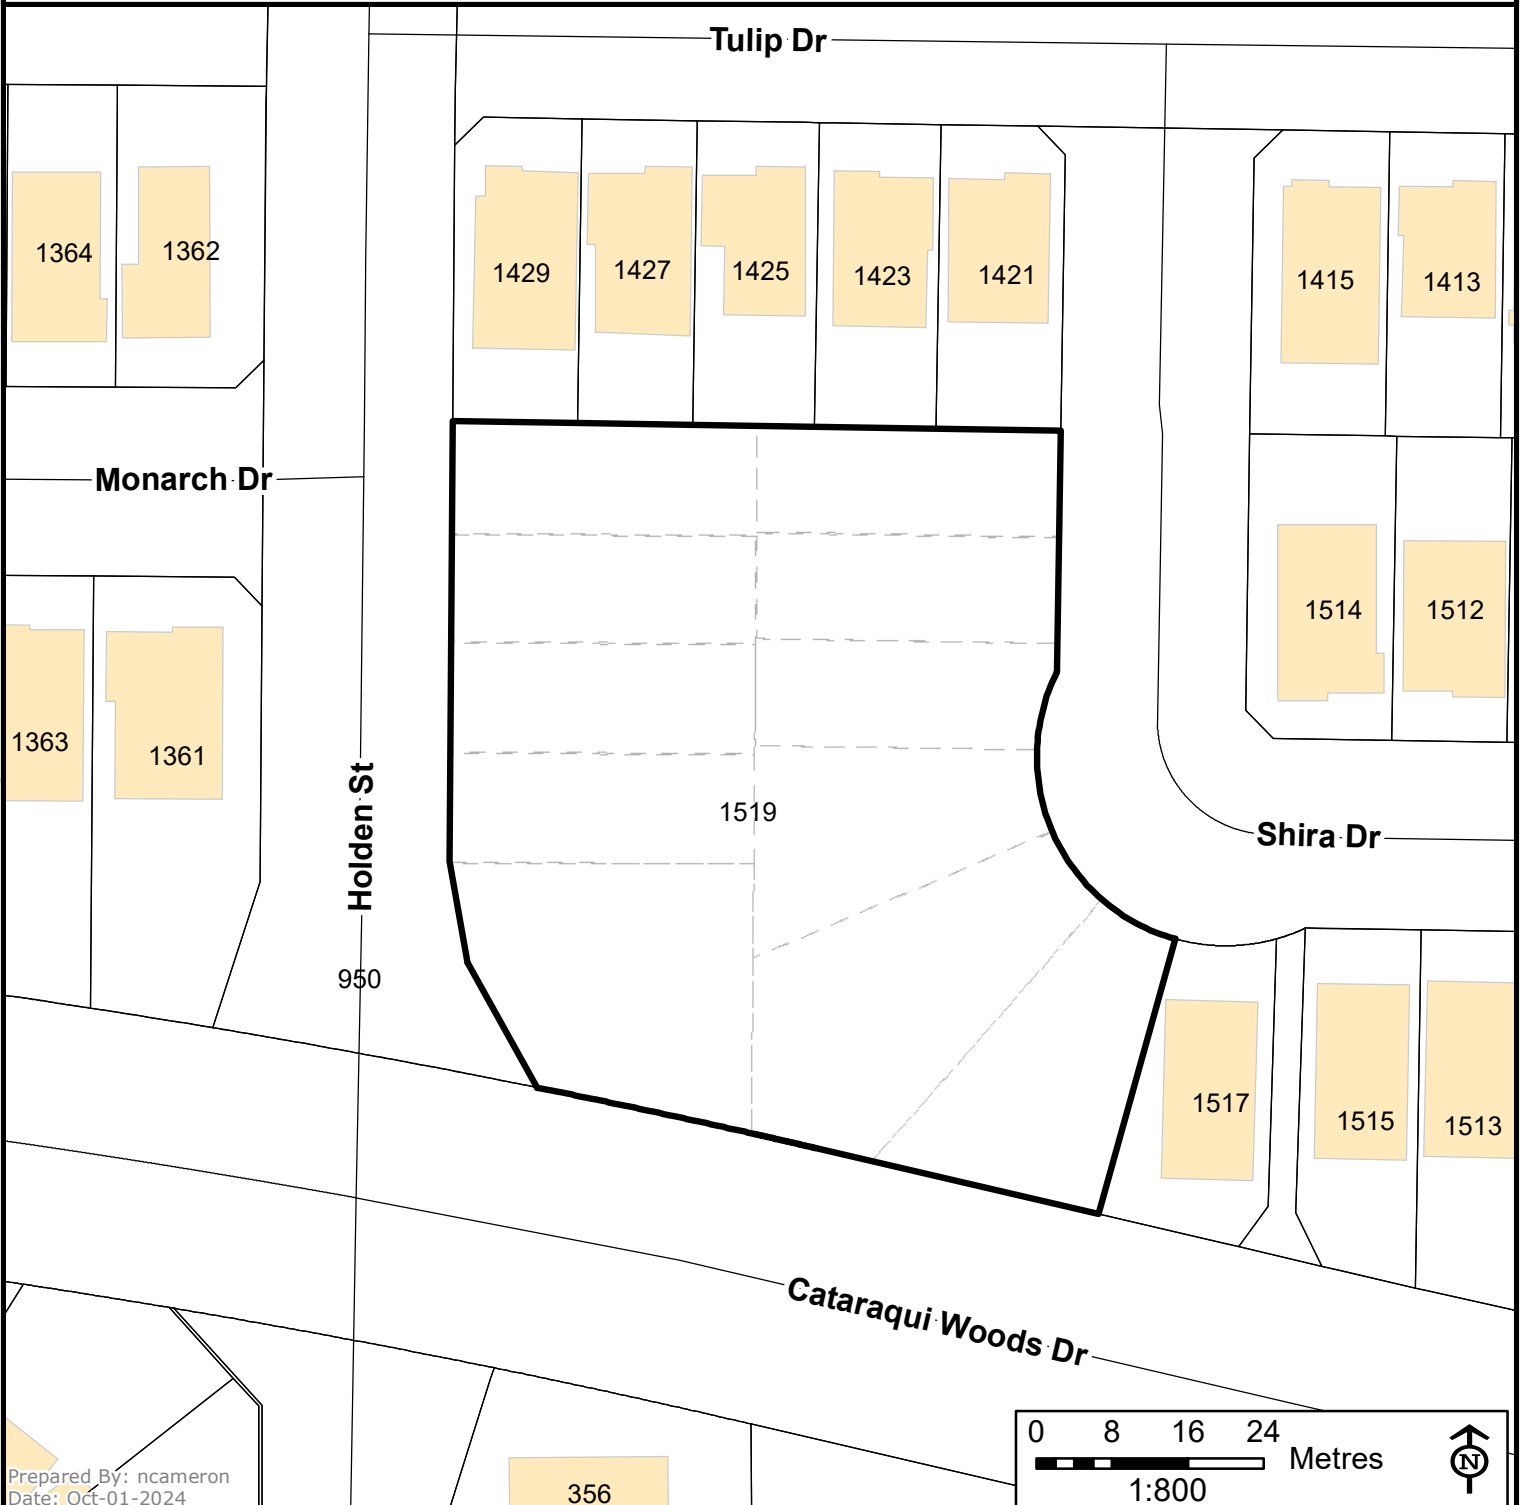 Tulip Dr
1364
1362
1429
1427
1425
1423
1421
1415
1413
Monarch Dr
1514
1512
1363
1361
Holden St
1519
Shira Dr
950
1517
1515
1513
Cataraqui Woods Dr
356
0 8 16 24
Metres
1:800
N
Prepared By: ncameron
Date: Oct-01-2024